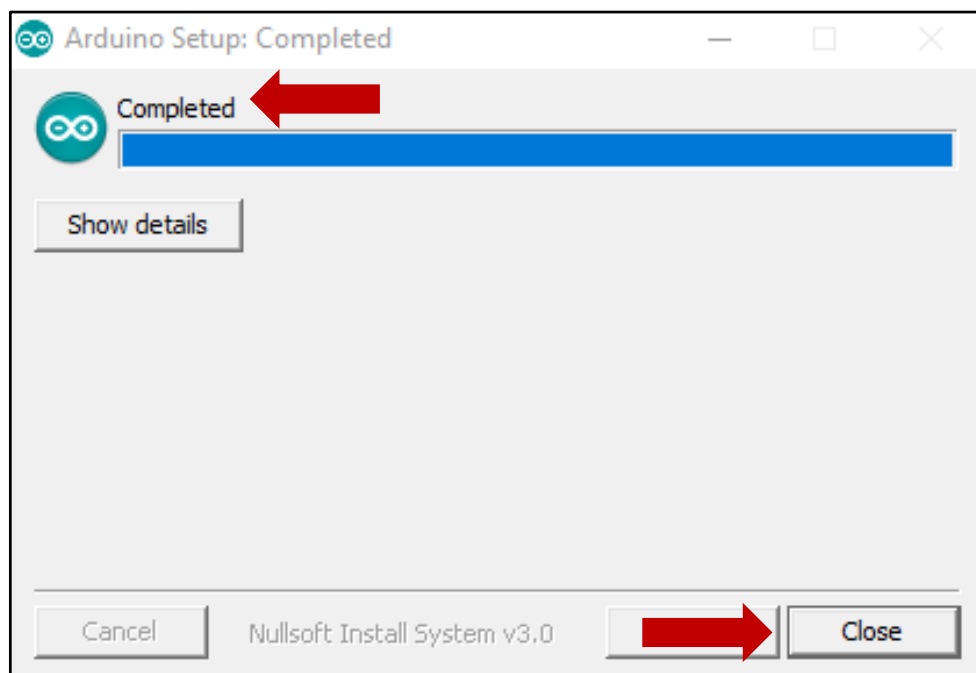 Arduino Setup: Completed
Completed
Show details
Cancel
Nullsoft Install System v3.0
Close